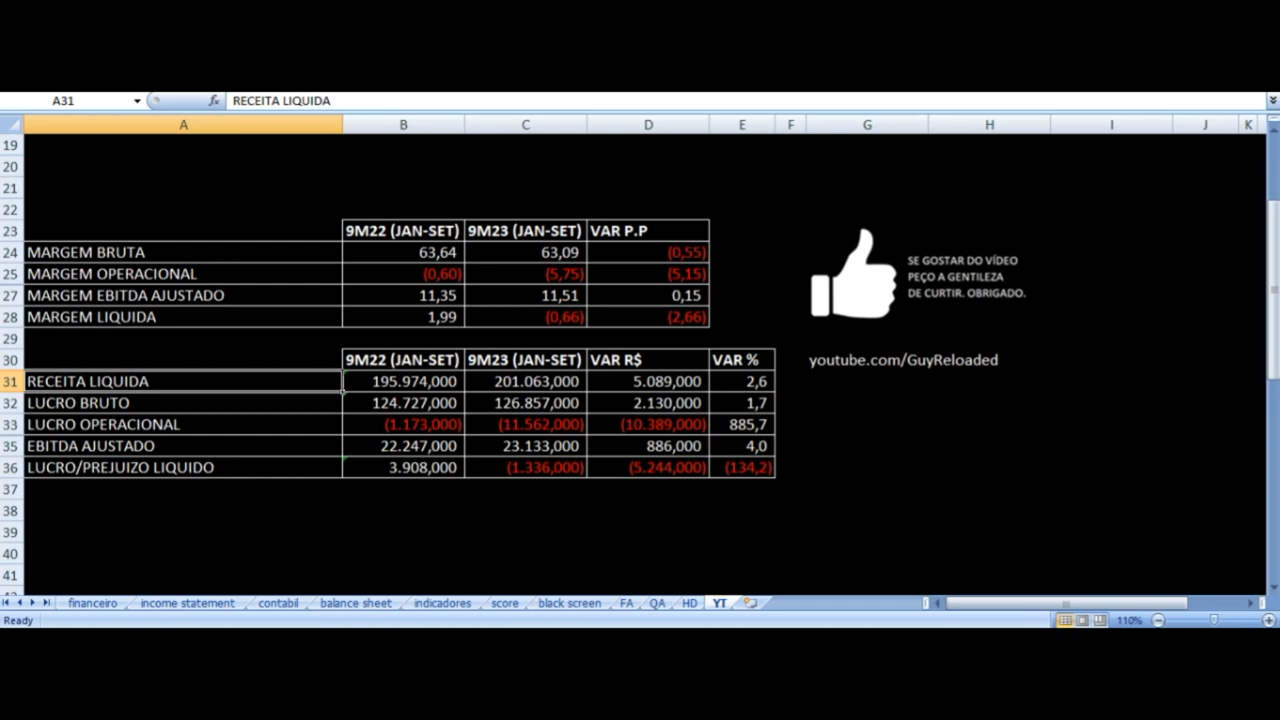 A31 fx RECEITA LIQUIDA
A B C D E F G H I J K
19
20
21
22
23 9M22 (JAN-SET) 9M23 (JAN-SET) VAR P.P
24 MARGEM BRUTA 63,64 63,09 (0,55)
25 MARGEM OPERACIONAL (0,60) (5,75) (5,15)
27 MARGEM EBITDA AJUSTADO 11,35 11,51 0,15
28 MARGEM LIQUIDA 1,99 (0,66) (2,66)
SE GOSTAR DO VÍDEO
PEÇO A GENTILEZA
DE CURTIR. OBRIGADO.
29
30 9M22 (JAN-SET) 9M23 (JAN-SET) VAR R$ VAR % youtube.com/GuyReloaded
31 RECEITA LIQUIDA 195.974,000 201.063,000 5.089,000 2,6
32 LUCRO BRUTO 124.727,000 126.857,000 2.130,000 1,7
33 LUCRO OPERACIONAL (1.173,000) (11.562,000) (10.389,000) 885,7
35 EBITDA AJUSTADO 22.247,000 23.133,000 886,000 4,0
36 LUCRO/PREJUIZO LIQUIDO 3.908,000 (1.336,000) (5.244,000) (134,2)
37
38
39
40
41
financeiro income statement contabil balance sheet indicadores score black screen FA QA HD YT
Ready 110%